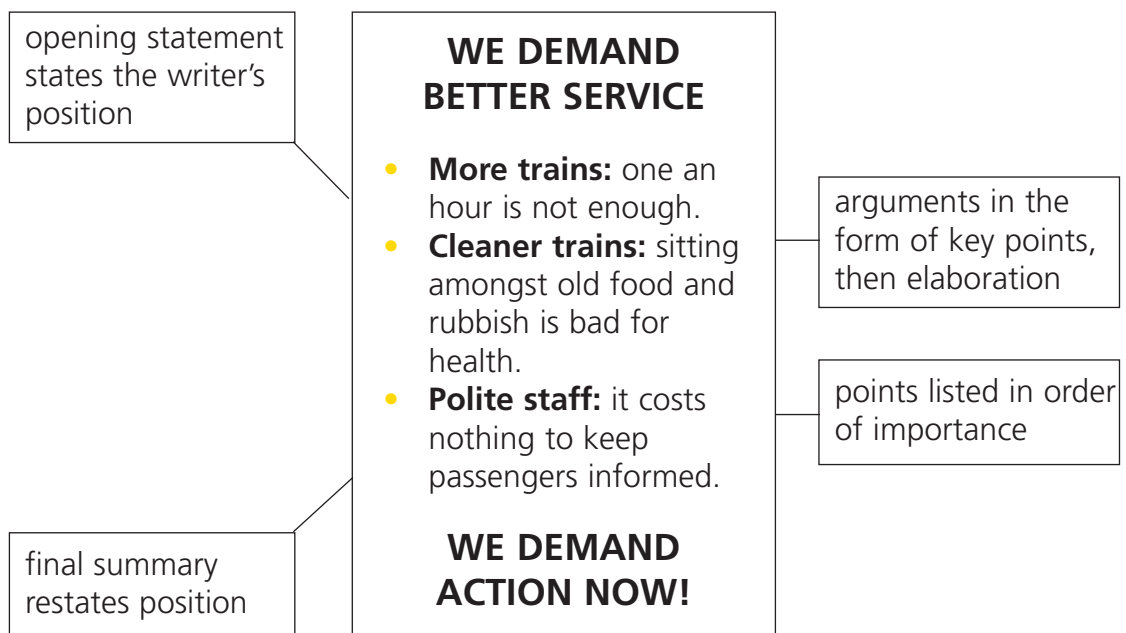 opening statement
states the writer’s
position
WE DEMAND
BETTER SERVICE
• More trains: one an
hour is not enough.
• Cleaner trains: sitting
amongst old food and
rubbish is bad for
health.
• Polite staff: it costs
nothing to keep
passengers informed.
WE DEMAND
ACTION NOW!
arguments in the
form of key points,
then elaboration
points listed in order
of importance
final summary
restates position